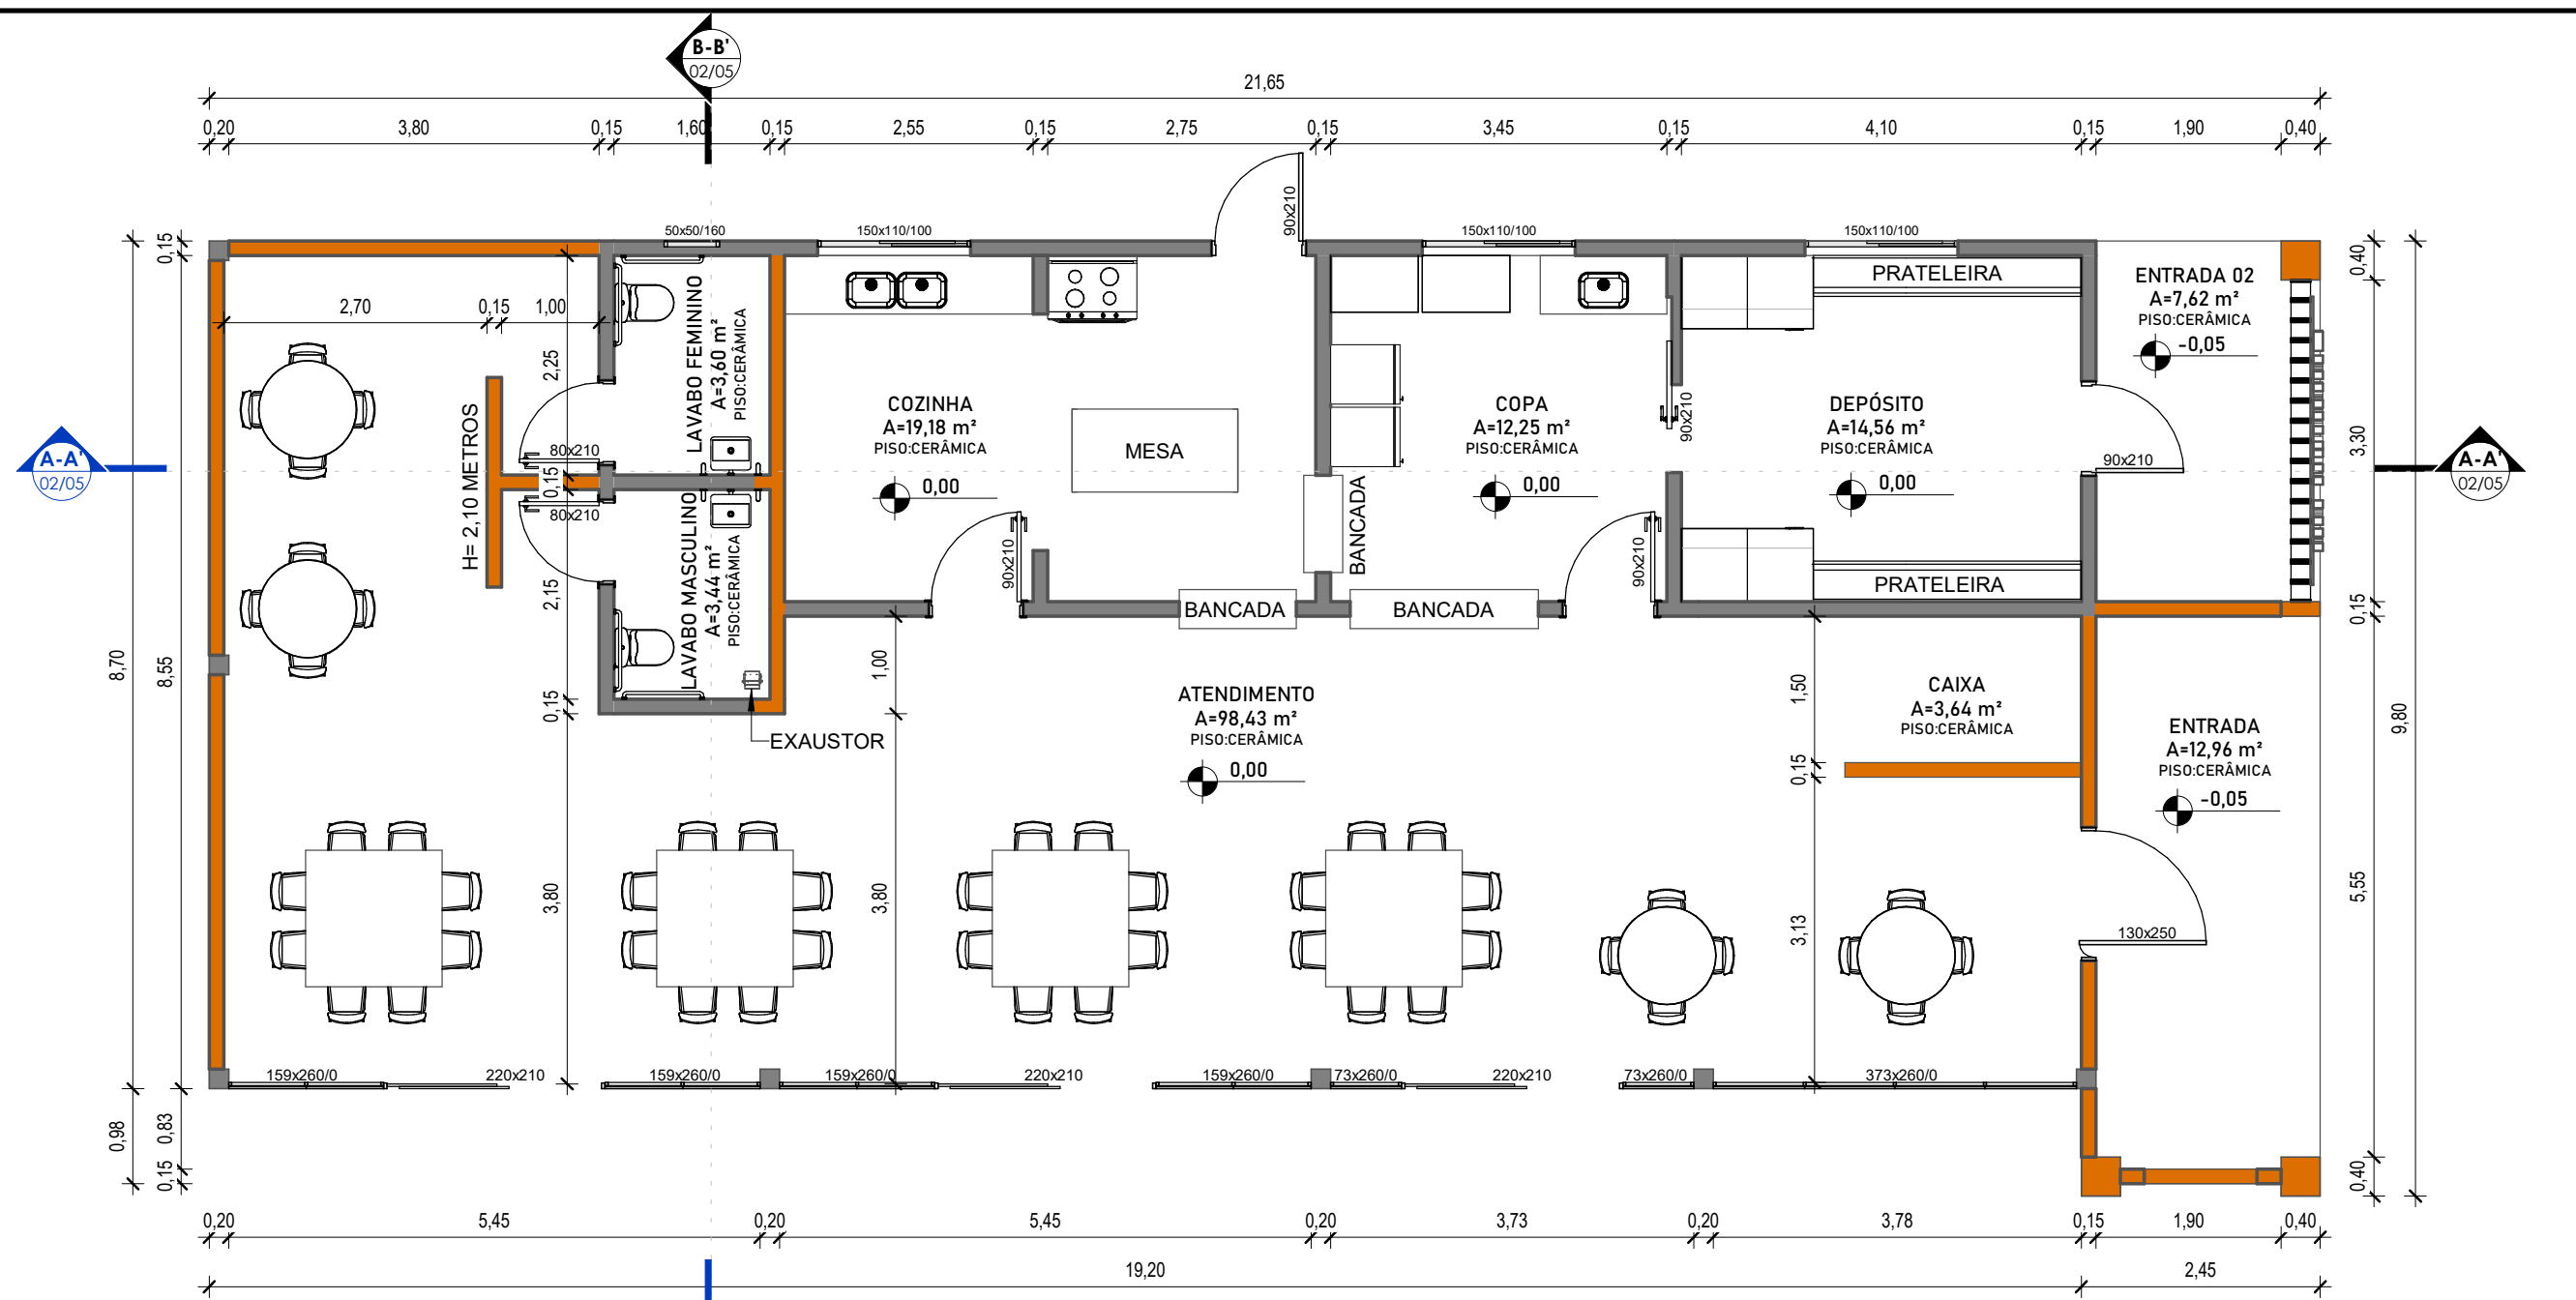 B-B'
02/05
21,65
0,20 3,80 0,15 1,60 0,15 2,55 0,15 2,75 0,15 3,45 0,15 4,10 0,15 1,90 0,40
90x210
50x50/160
150x110/100
150x110/100
150x110/100
0,15
8,55
8,70
0,83
0,15
0,98
2,70 0,15 1,00
2,25
0,15
2,15
0,15
3,80
H= 2,10 METROS
80x210
80x210
LAVABO FEMININO
A=3,60 m²
PISO:CERÂMICA
LAVABO MASCULINO
A=3,44 m²
PISO:CERÂMICA
EXAUSTOR
COZINHA
A=19,18 m²
PISO:CERÂMICA
0,00
MESA
90x210
BANCADA
BANCADA
BANCADA
COPA
A=12,25 m²
PISO:CERÂMICA
0,00
90x210
90x210
PRATELEIRA
DEPÓSITO
A=14,56 m²
PISO:CERÂMICA
0,00
PRATELEIRA
ENTRADA 02
A=7,62 m²
PISO:CERÂMICA
-0,05
90x210
A-A'
02/05
A-A'
02/05
0,40
3,30
0,15
5,55
0,40
9,80
1,00
3,80
ATENDIMENTO
A=98,43 m²
PISO:CERÂMICA
0,00
1,50
0,15
3,13
CAIXA
A=3,64 m²
PISO:CERÂMICA
ENTRADA
A=12,96 m²
PISO:CERÂMICA
-0,05
130x250
159x260/0 220x210 159x260/0 159x260/0 220x210 159x260/0 73x260/0 220x210 73x260/0 373x260/0
0,20 5,45 0,20 5,45 0,20 3,73 0,20 3,78 0,15 1,90 0,40
19,20 2,45